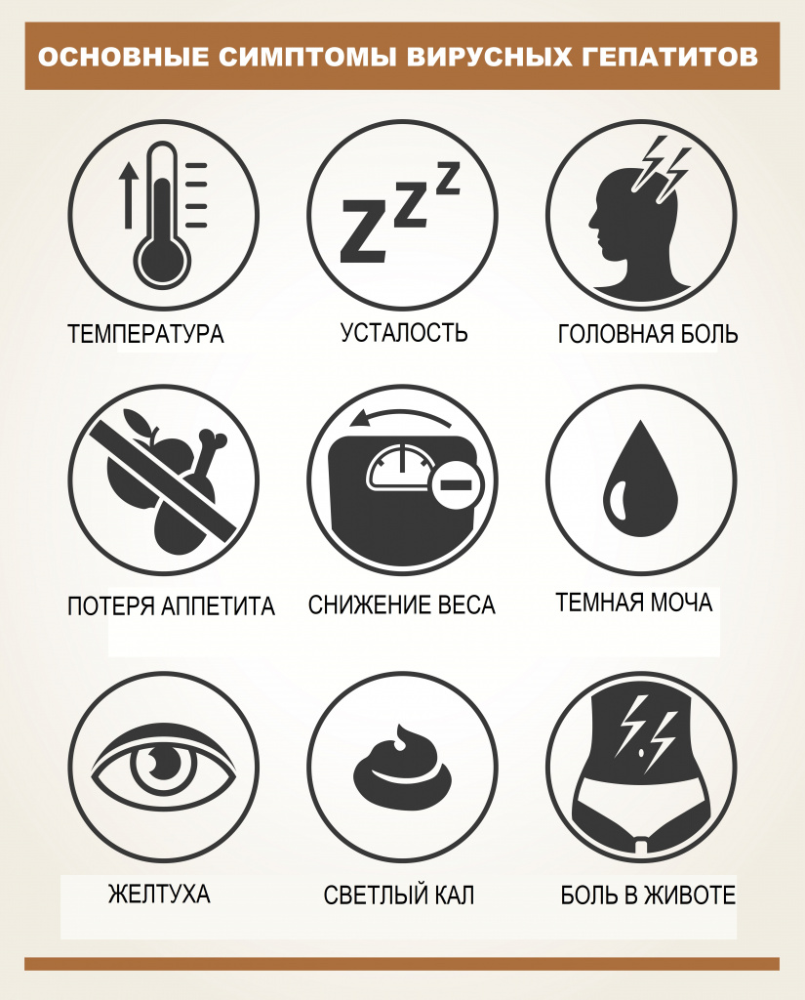 ОСНОВНЫЕ СИМПТОМЫ ВИРУСНЫХ ГЕПАТИТОВ
zzz
ТЕМПЕРАТУРА
УСТАЛОСТЬ
ГОЛОВНАЯ БОЛЬ
ПОТЕРЯ АППЕТИТА
СНИЖЕНИЕ ВЕСА
ТЕМНАЯ МОЧА
ЖЕЛТУХА
СВЕТЛЫЙ КАЛ
БОЛЬ В ЖИВОТЕ